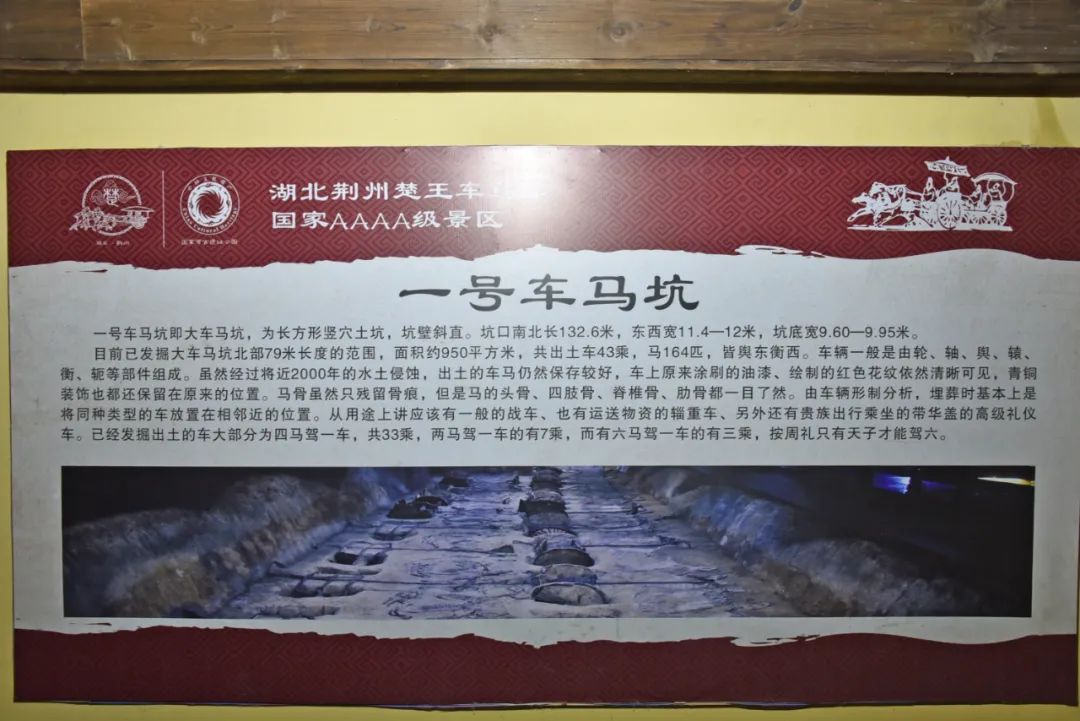 湖北荆州楚王车
国家AAAA级景区
楚
一号车马坑
一号车马坑即大车马坑，为长方形竖穴土坑，坑壁斜直。坑口南北长132.6米，东西宽11.4—12米，坑底宽9.60—9.95米。
目前已发掘大车马坑北部79米长度的范围，面积约950平方米，共出土车43乘，马164匹，皆舆东衡西。车辆一般是由轮、轴、舆、辕、
衡、轭等部件组成。虽然经过将近2000年的水土侵蚀，出土的车马仍然保存较好，车上原来涂刷的油漆、绘制的红色花纹依然清晰可见，青铜
装饰也都还保留在原来的位置。马骨虽然只残留骨痕，但是马的头骨、四肢骨、脊椎骨、肋骨都一目了然。由车辆形制分析，埋葬时基本上是
将同种类型的车放置在相邻近的位置。从用途上讲应该有一般的战车、也有运送物资的辎重车、另外还有贵族出行乘坐的带华盖的高级礼仪
车。已经发掘出土的车大部分为四马驾一车，共33乘，两马驾一车的有7乘，而有六马驾一车的有三乘，按周礼只有天子才能驾六。